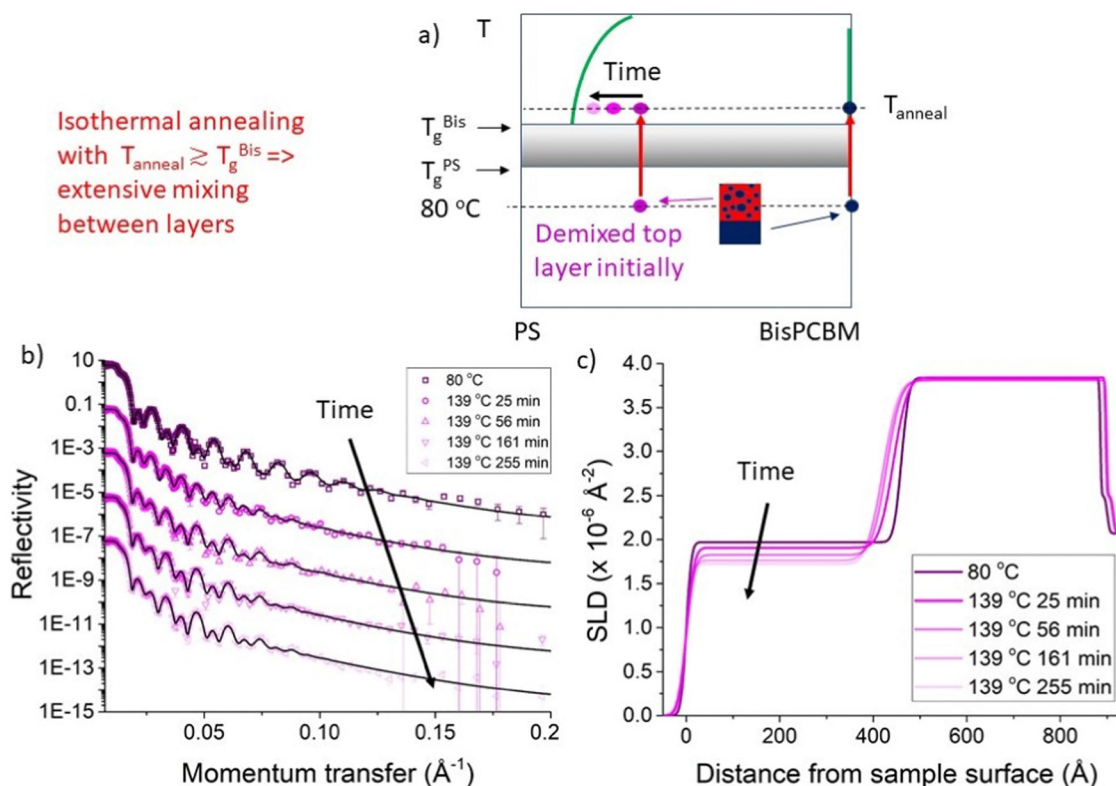 a)
T
Time
T_anneal
T_g^Bis
T_g^PS
80 °C
Demixed top
layer initially
PS
BisPCBM
Isothermal annealing
with T_anneal ≳ T_g^Bis =>
extensive mixing
between layers
b)
10
0.1
1E-3
1E-5
1E-7
1E-9
1E-11
1E-13
1E-15
Reflectivity
Time
80 °C
139 °C 25 min
139 °C 56 min
139 °C 161 min
139 °C 255 min
0.05
0.10
0.15
0.2
Momentum transfer (Å⁻¹)
c)
4.0
3.5
3.0
2.5
2.0
1.5
1.0
0.5
0.0
SLD (x 10⁻⁶ Å⁻²)
Time
80 °C
139 °C 25 min
139 °C 56 min
139 °C 161 min
139 °C 255 min
0
200
400
600
800
Distance from sample surface (Å)